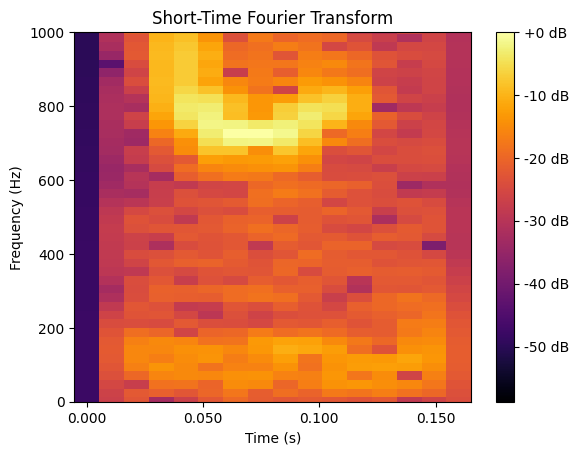 Short-Time Fourier Transform
1000
800
600
400
200
0
Frequency (Hz)
0.000
0.050
0.100
0.150
Time (s)
+0 dB
-10 dB
-20 dB
-30 dB
-40 dB
-50 dB